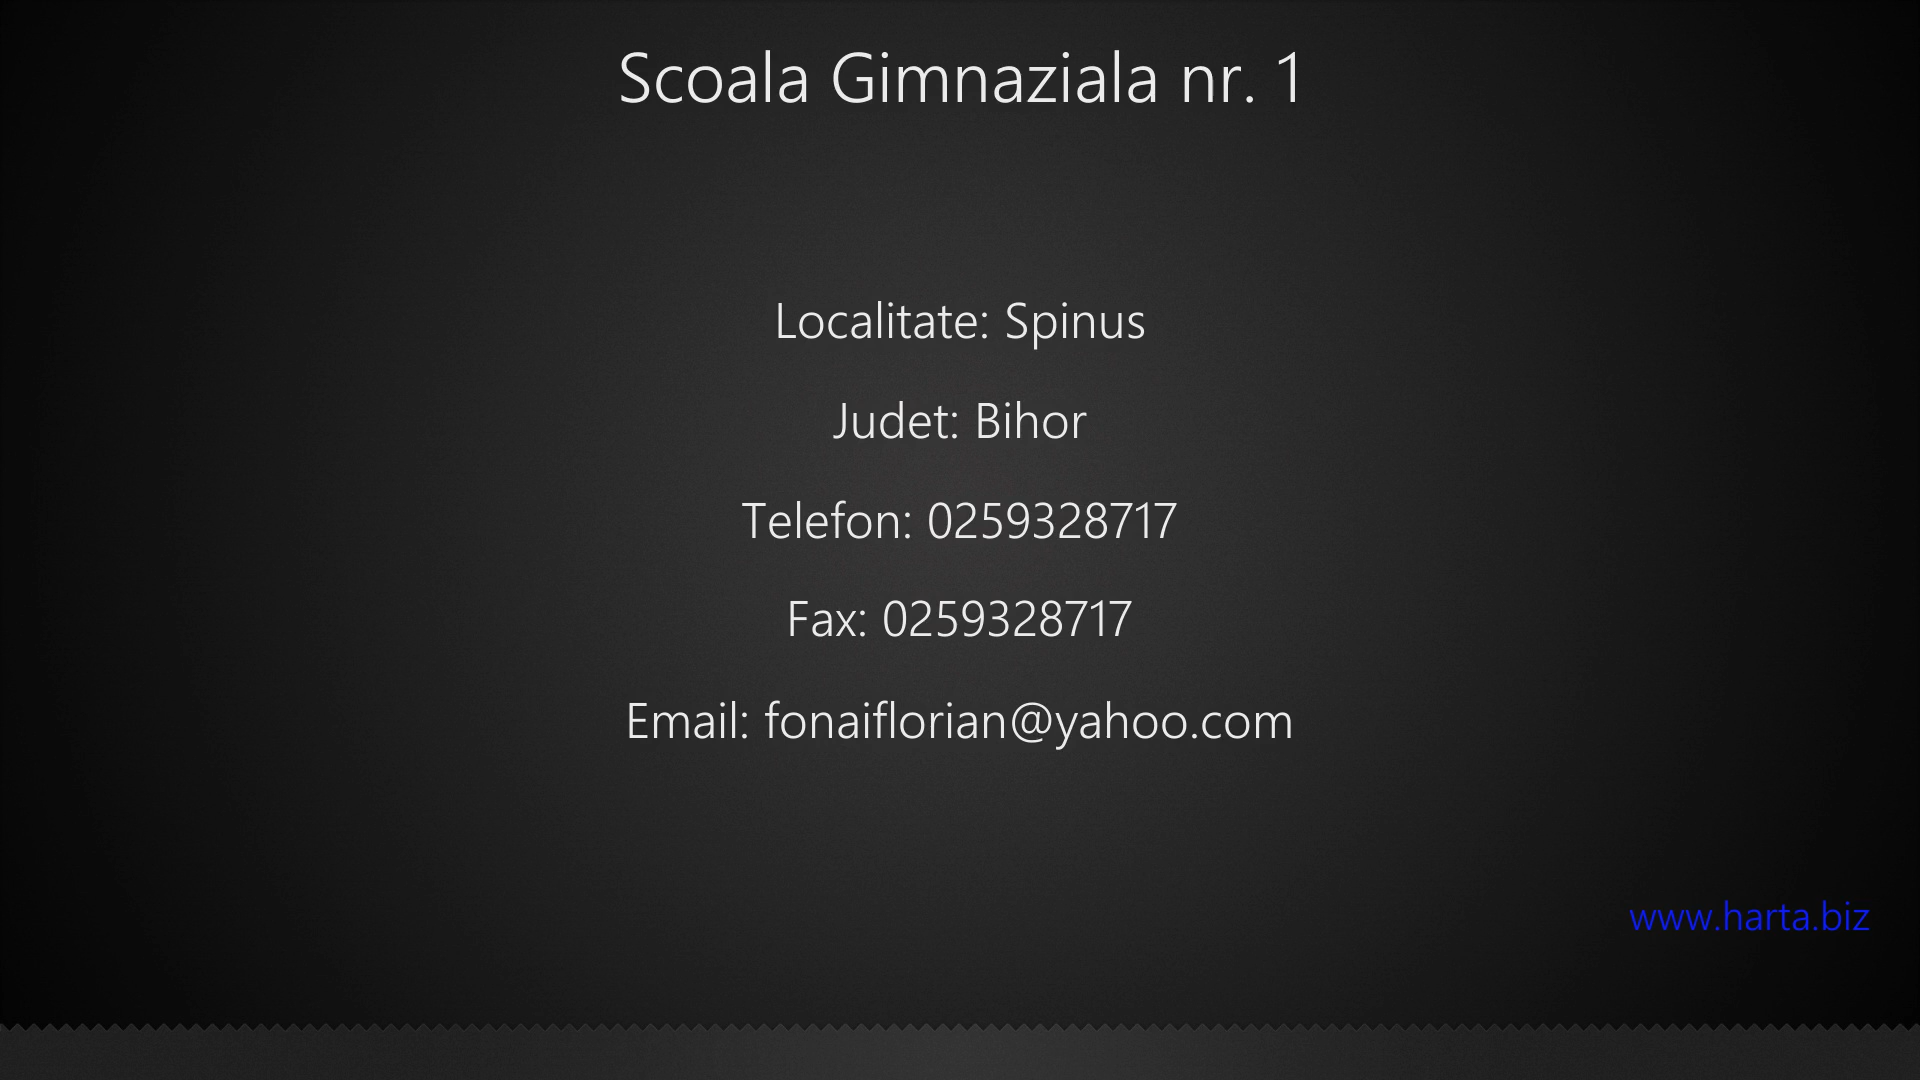 Scoala Gimnaziala nr. 1
Localitate: Spinus
Judet: Bihor
Telefon: 0259328717
Fax: 0259328717
Email: fonaiflorian@yahoo.com
www.harta.biz